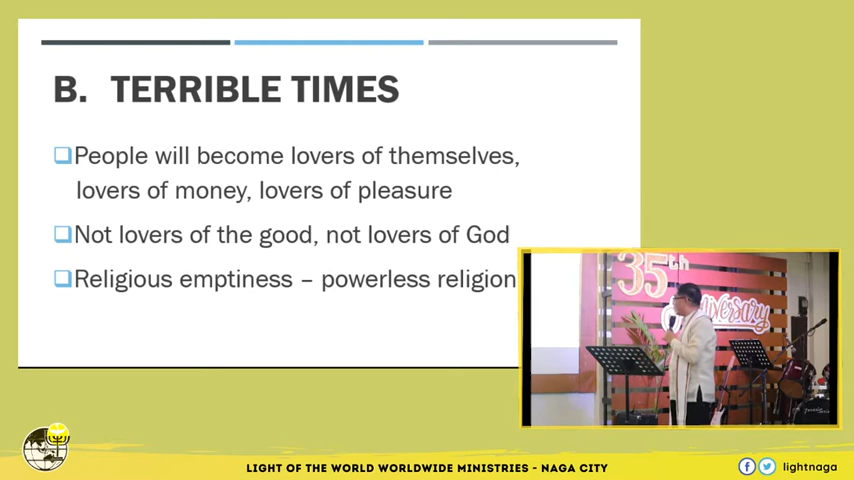 B. TERRIBLE TIMES
People will become lovers of themselves,
lovers of money, lovers of pleasure
Not lovers of the good, not lovers of God
Religious emptiness – powerless religion
35th
Anniversary
LIGHT OF THE WORLD WORLDWIDE MINISTRIES - NAGA CITY
lightnaga